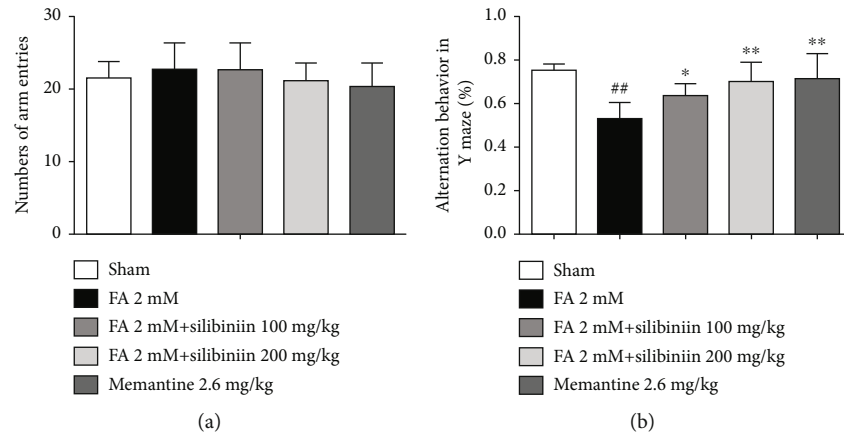 Numbers of arm entries
30
20
10
0
Sham
FA 2 mM
FA 2 mM+silibiniin 100 mg/kg
FA 2 mM+silibiniin 200 mg/kg
Memantine 2.6 mg/kg
(a)
Alternation behavior in
Y maze (%)
1.0
0.8
0.6
0.4
0.2
0.0
##
*
**
**
Sham
FA 2 mM
FA 2 mM+silibiniin 100 mg/kg
FA 2 mM+silibiniin 200 mg/kg
Memantine 2.6 mg/kg
(b)